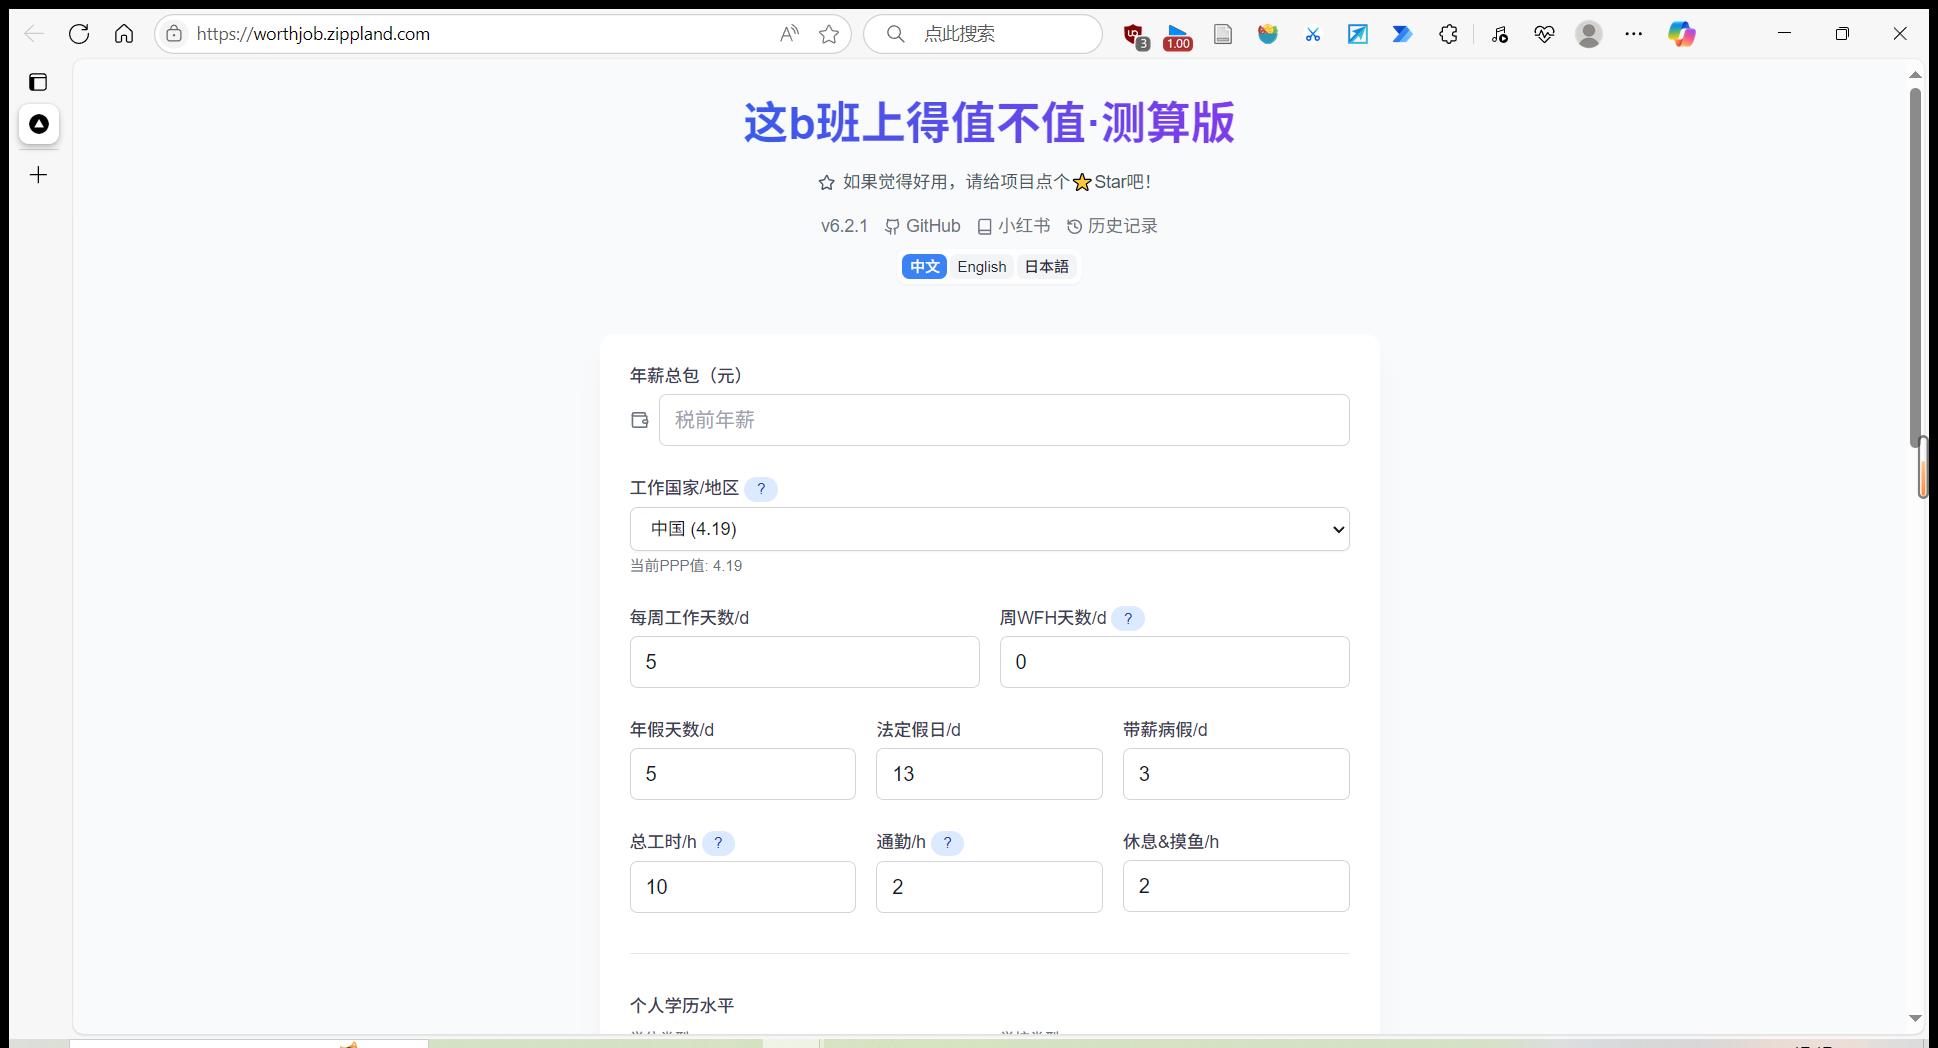 https://worthjob.zippland.com
点此搜索
3
1.00
这b班上得值不值·测算版
如果觉得好用，请给项目点个⭐Star吧！
v6.2.1 GitHub 小红书 历史记录
中文 English 日本語
年薪总包（元）
税前年薪
工作国家/地区 ?
中国 (4.19)
当前PPP值: 4.19
每周工作天数/d 周WFH天数/d ?
5 0
年假天数/d 法定假日/d 带薪病假/d
5 13 3
总工时/h ? 通勤/h ? 休息&摸鱼/h
10 2 2
个人学历水平